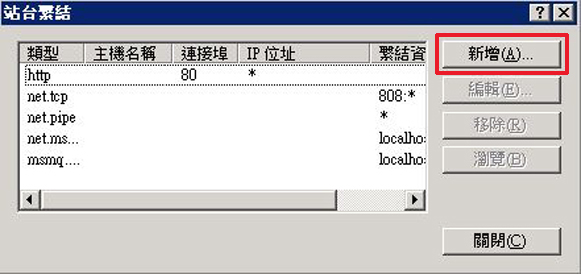 站台繫結
類型 主機名稱 連接埠 IP 位址 繫結資
http 80 *
net.tcp 808:*
net.pipe *
net.ms... localho
msmq.... localho
新增(A)...
編輯(E)...
移除(R)
瀏覽(B)
關閉(C)